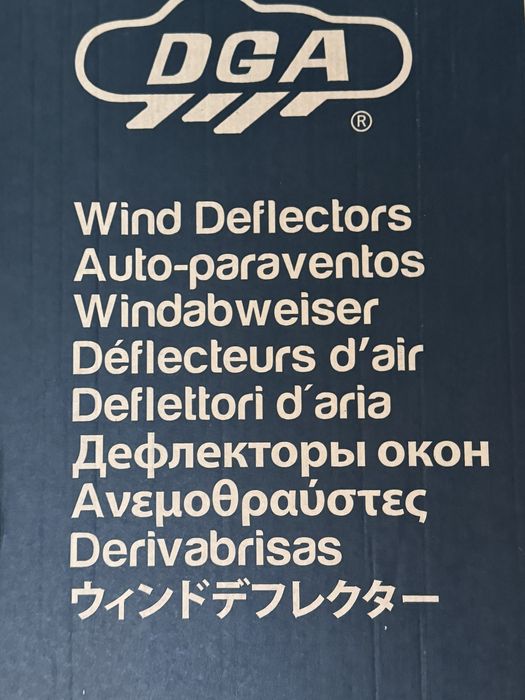 DGA
®
Wind Deflectors
Auto-paraventos
Windabweiser
Déflecteurs d'air
Deflettori d´aria
Дефлекторы окон
Ανεμοθραύστες
Derivabrisas
ウィンドデフレクター